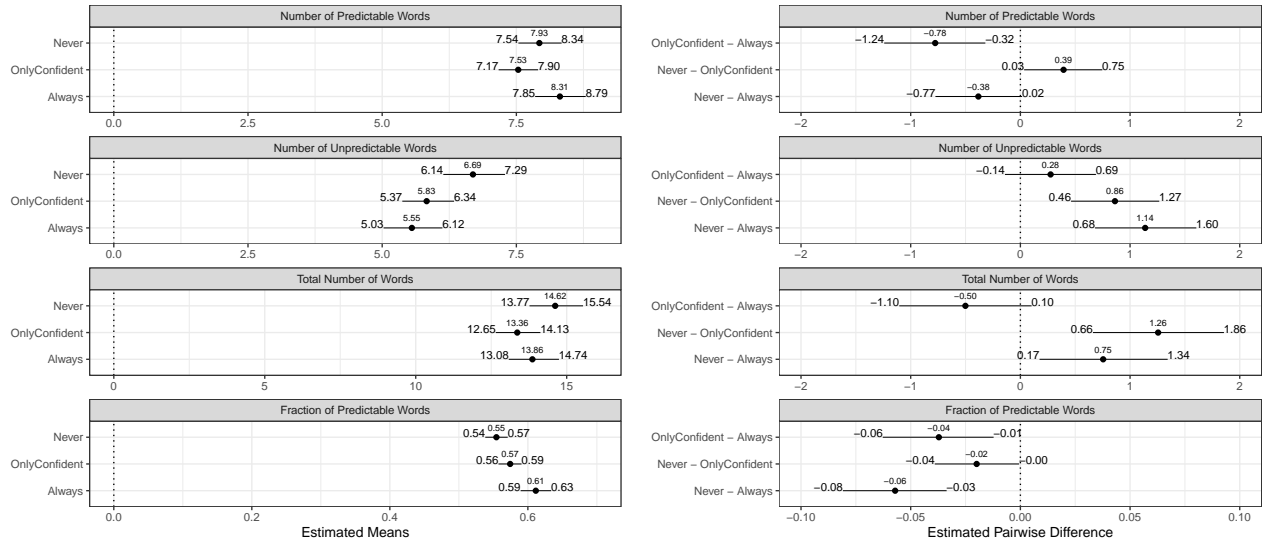 Number of Predictable Words
Never 7.54 7.93 8.34
OnlyConfident 7.17 7.53 7.90
Always 7.85 8.31 8.79
0.0 2.5 5.0 7.5
Number of Unpredictable Words
Never 6.14 6.69 7.29
OnlyConfident 5.37 5.83 6.34
Always 5.03 5.55 6.12
0.0 2.5 5.0 7.5
Total Number of Words
Never 13.77 14.62 15.54
OnlyConfident 12.65 13.36 14.13
Always 13.08 13.86 14.74
0 5 10 15
Fraction of Predictable Words
Never 0.54 0.55 0.57
OnlyConfident 0.56 0.57 0.59
Always 0.59 0.61 0.63
0.0 0.2 0.4 0.6
Estimated Means
Number of Predictable Words
OnlyConfident − Always −1.24 −0.78 −0.32
Never − OnlyConfident 0.03 0.39 0.75
Never − Always −0.77 −0.38 0.02
−2 −1 0 1 2
Number of Unpredictable Words
OnlyConfident − Always −0.14 0.28 0.69
Never − OnlyConfident 0.46 0.86 1.27
Never − Always 0.68 1.14 1.60
−2 −1 0 1 2
Total Number of Words
OnlyConfident − Always −1.10 −0.50 0.10
Never − OnlyConfident 0.66 1.26 1.86
Never − Always 0.17 0.75 1.34
−2 −1 0 1 2
Fraction of Predictable Words
OnlyConfident − Always −0.06 −0.04 −0.01
Never − OnlyConfident −0.04 −0.02 −0.00
Never − Always −0.08 −0.06 −0.03
−0.10 −0.05 0.00 0.05 0.10
Estimated Pairwise Difference